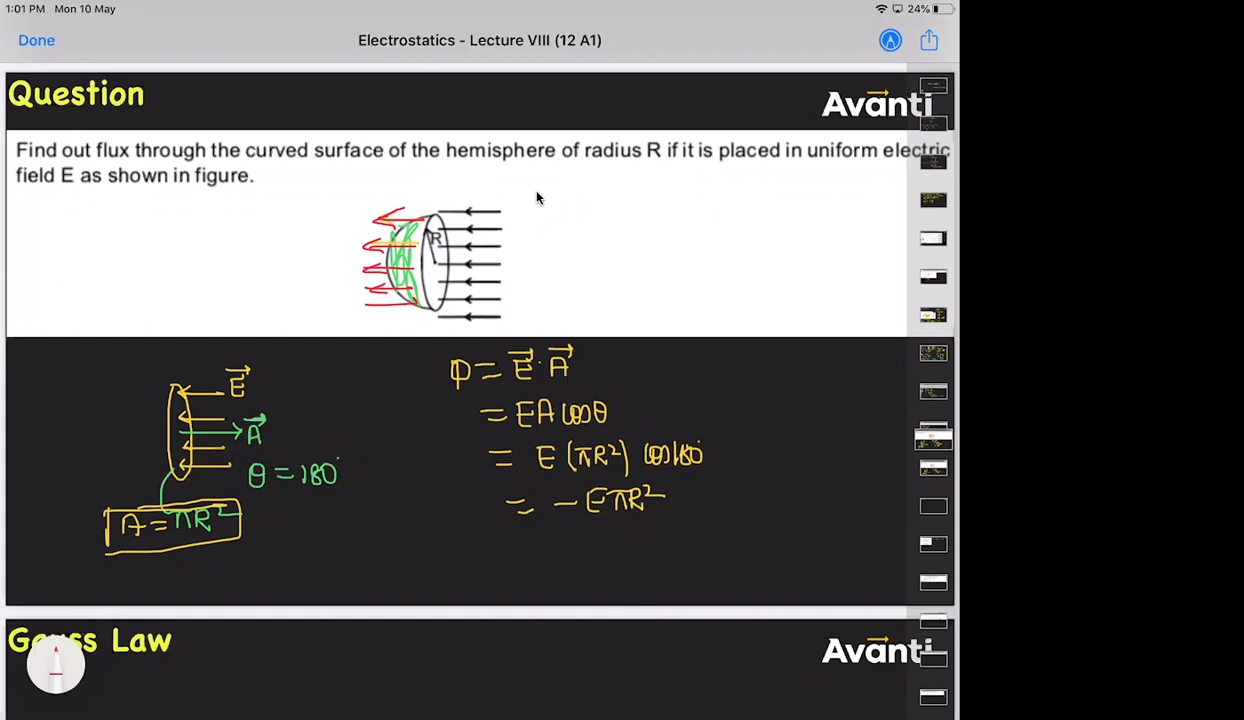 1:01 PM Mon 10 May
24%
Done
Electrostatics - Lecture VIII (12 A1)
Question
Avanti
Find out flux through the curved surface of the hemisphere of radius R if it is placed in uniform electric
field E as shown in figure.
R
E
A
θ = 180°
A = πR²
Φ = E · A
= EA cosθ
= E (πR²) cos180°
= - EπR²
Gauss Law
Avanti